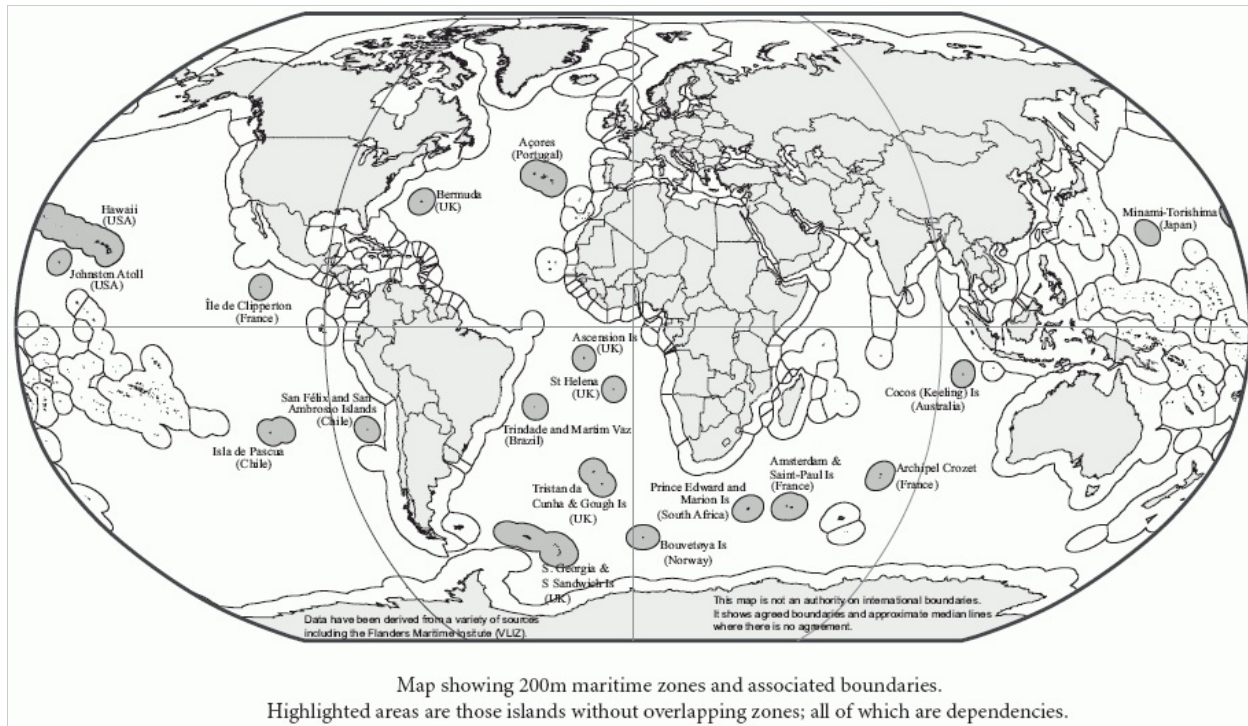 Açores
(Portugal)
Bermuda
(UK)
Hawaii
(USA)
Johnston Atoll
(USA)
Minami-Torishima
(Japan)
Île de Clipperton
(France)
Ascension Is
(UK)
St Helena
(UK)
San Félix and San
Ambrosio Islands
(Chile)
Cocos (Keeling) Is
(Australia)
Isla de Pascua
(Chile)
Trindade and Martim Vaz
(Brazil)
Tristan da
Cunha & Gough Is
(UK)
Prince Edward and
Marion Is
(South Africa)
Amsterdam &
Saint-Paul Is
(France)
Archipel Crozet
(France)
Bouvetøya Is
(Norway)
S. Georgia &
S Sandwich Is
(UK)
Data have been derived from a variety of sources
including the Flanders Maritime Insitute (VLIZ).
This map is not an authority on international boundaries.
It shows agreed boundaries and approximate median lines
where there is no agreement.
Map showing 200m maritime zones and associated boundaries.
Highlighted areas are those islands without overlapping zones; all of which are dependencies.